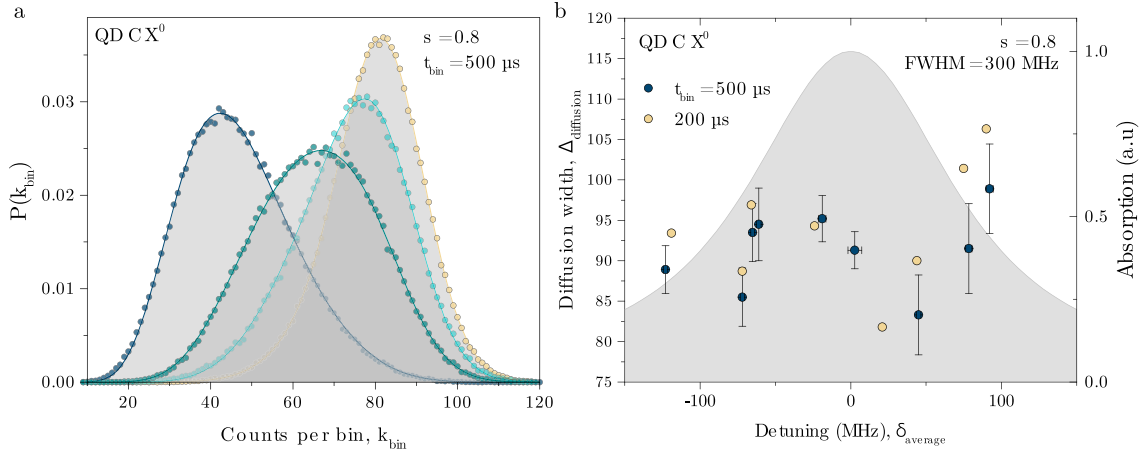 a
QD C X⁰
s = 0.8
t_bin = 500 µs
P(k_bin)
0.03
0.02
0.01
0.00
20
40
60
80
100
120
Counts per bin, k_bin
b
QD C X⁰
s = 0.8
FWHM = 300 MHz
t_bin = 500 µs
200 µs
Diffusion width, Δ_diffusion
120
115
110
105
100
95
90
85
80
75
-100
0
100
Detuning (MHz), δ_average
1.0
0.5
0.0
Absorption (a.u)